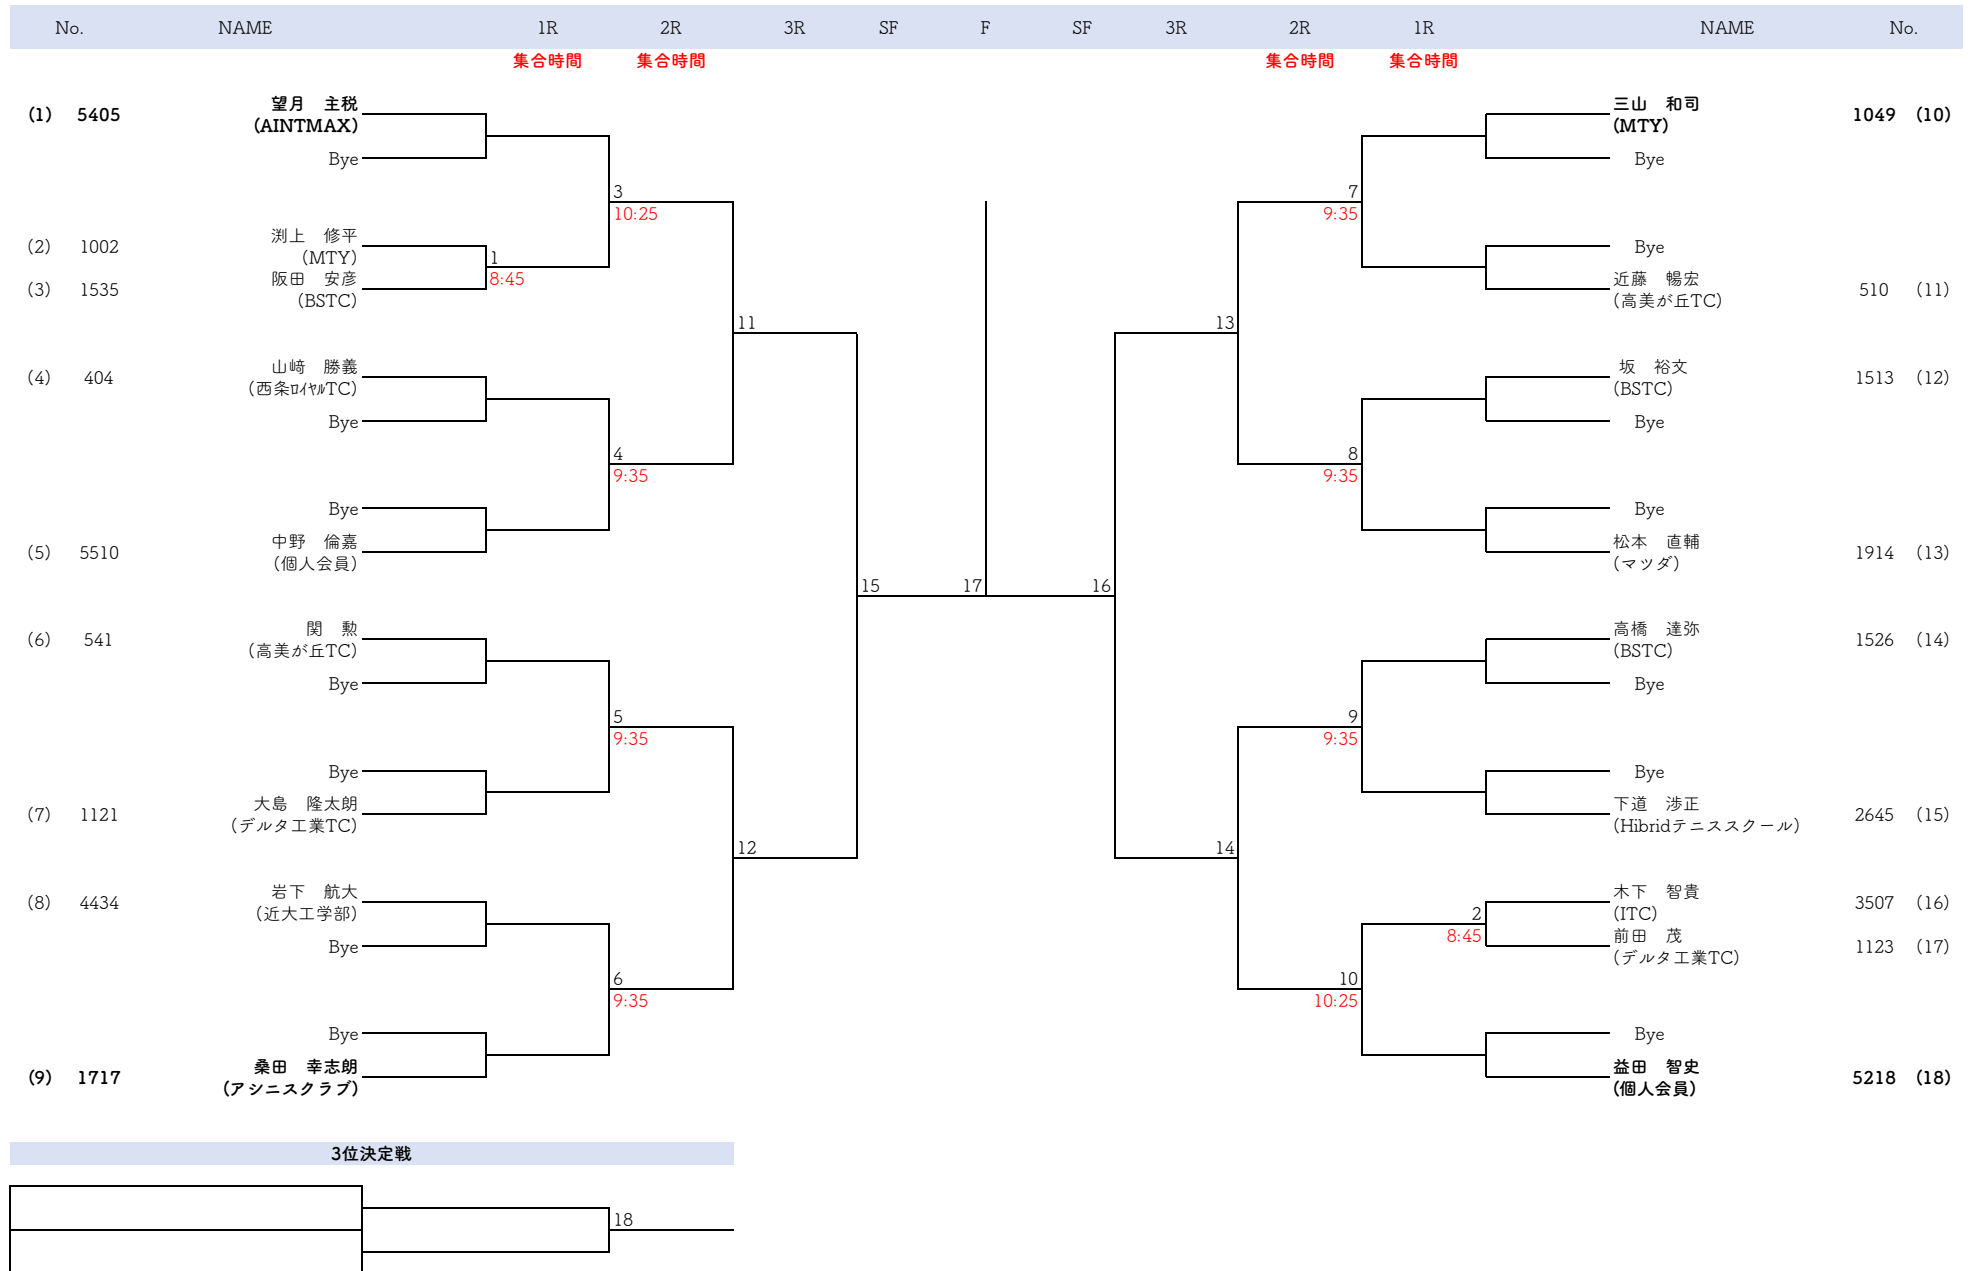 No. NAME 1R 2R 3R SF F SF 3R 2R 1R NAME No.
集合時間 集合時間 集合時間 集合時間
(1) 5405 望月 主税 三山 和司 1049 (10)
(AINTMAX) (MTY)
Bye Bye
3 7
10:25 9:35
(2) 1002 渕上 修平 Bye
(MTY) 1
(3) 1535 阪田 安彦 8:45 近藤 暢宏 510 (11)
(BSTC) (高美が丘TC)
11 13
(4) 404 山﨑 勝義 坂 裕文 1513 (12)
(西条ﾛｲﾔﾙTC) (BSTC)
Bye Bye
4 8
9:35 9:35
Bye Bye
(5) 5510 中野 倫嘉 松本 直輔 1914 (13)
(個人会員) (マツダ)
15 17 16
(6) 541 関 勲 高橋 達弥 1526 (14)
(高美が丘TC) (BSTC)
Bye Bye
5 9
9:35 9:35
Bye Bye
(7) 1121 大島 隆太朗 下道 渉正 2645 (15)
(デルタ工業TC) (Hibridテニススクール)
12 14
(8) 4434 岩下 航大 木下 智貴 3507 (16)
(近大工学部) 2 (ITC)
Bye 8:45 前田 茂 1123 (17)
(デルタ工業TC)
6 10
9:35 10:25
Bye Bye
(9) 1717 桑田 幸志朗 益田 智史 5218 (18)
(アシニスクラブ) (個人会員)
3位決定戦
18